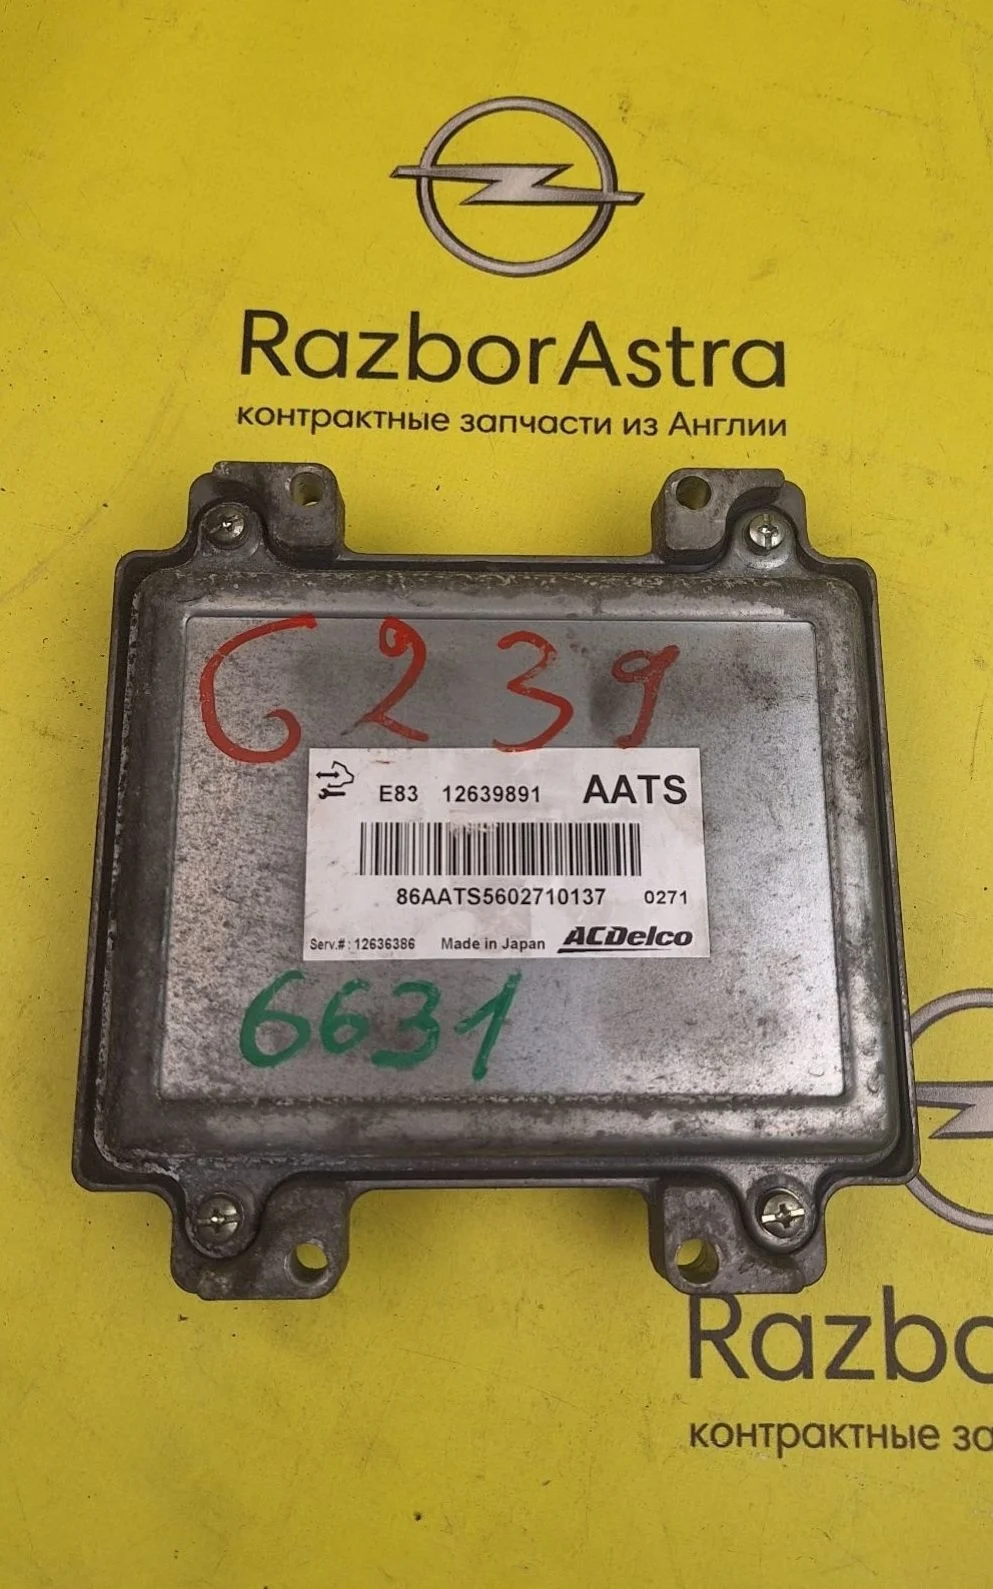 RazborAstra
контрактные запчасти из Англии
6239
E83 12639891 AATS
86AATS5602710137 0271
Serv.#: 12636386 Made in Japan ACDelco
6631
Razbo
контрактные за